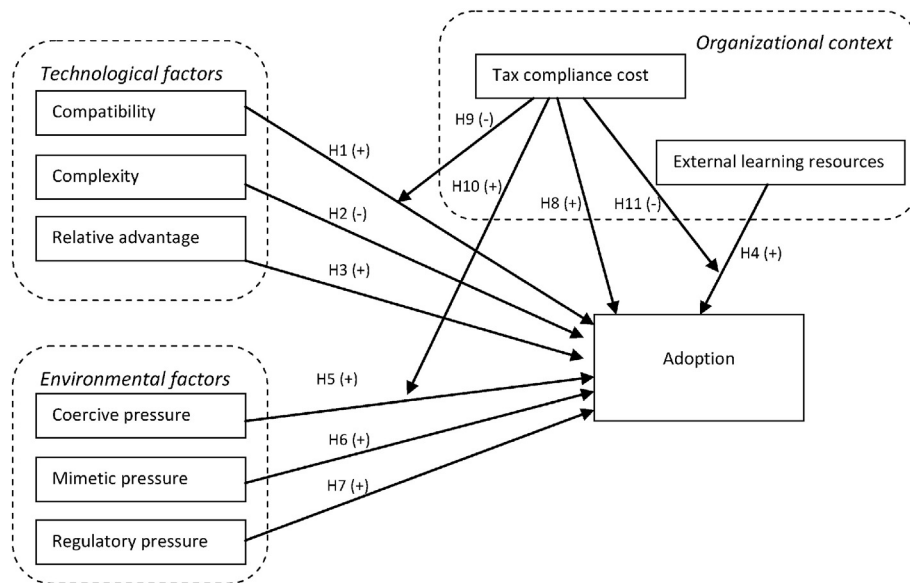 Organizational context
Tax compliance cost
External learning resources
Technological factors
Compatibility
Complexity
Relative advantage
H9 (-)
H1 (+)
H10 (+)
H2 (-)
H8 (+)
H11 (-)
H3 (+)
H4 (+)
Adoption
Environmental factors
Coercive pressure
Mimetic pressure
Regulatory pressure
H5 (+)
H6 (+)
H7 (+)